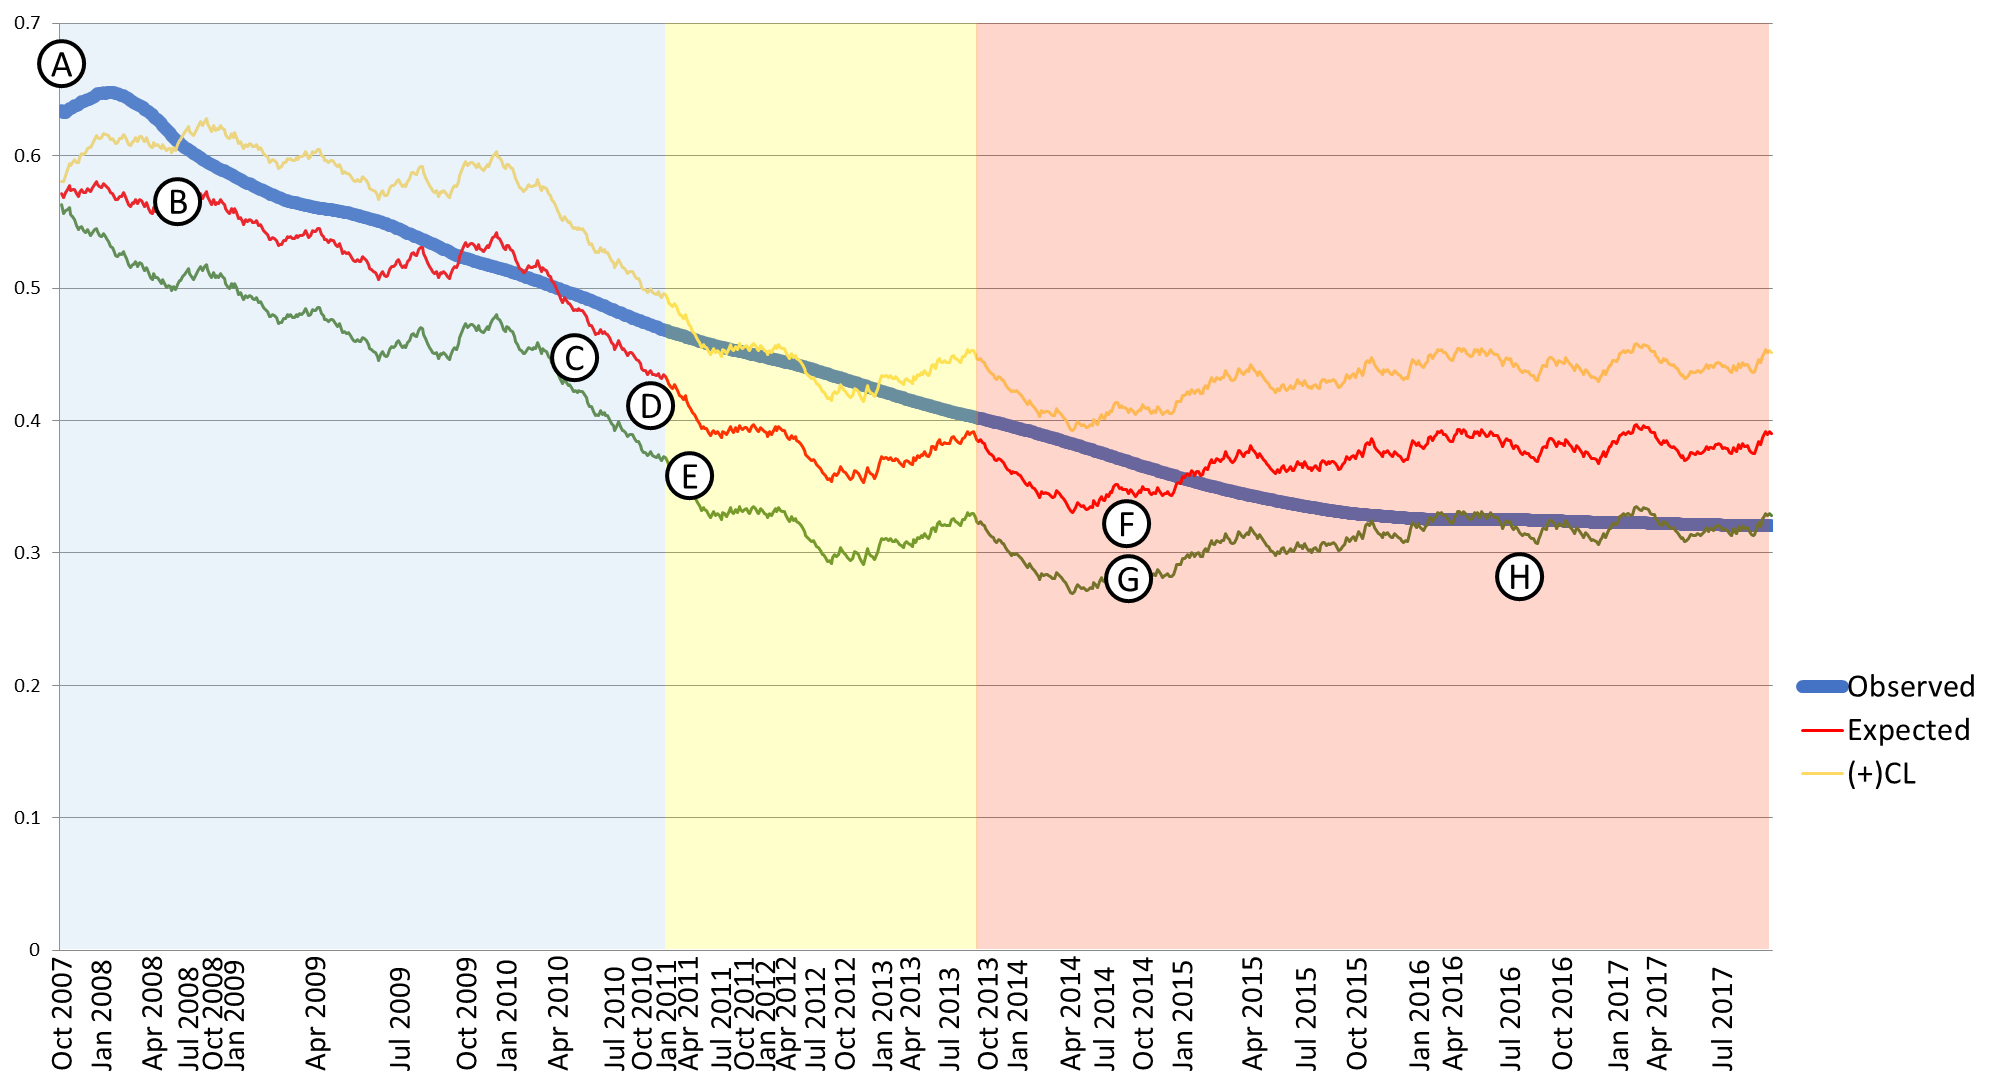 0.7
A
0.6
B
0.5
C
D
0.4
E
F
0.3
G
H
0.2
0.1
0
Observed
Expected
(+)CL
Oct 2007
Jan 2008
Apr 2008
Jul 2008
Oct 2008
Jan 2009
Apr 2009
Jul 2009
Oct 2009
Jan 2010
Apr 2010
Jul 2010
Oct 2010
Jan 2011
Apr 2011
Jul 2011
Oct 2011
Jan 2012
Apr 2012
Jul 2012
Oct 2012
Jan 2013
Apr 2013
Jul 2013
Oct 2013
Jan 2014
Apr 2014
Jul 2014
Oct 2014
Jan 2015
Apr 2015
Jul 2015
Oct 2015
Jan 2016
Apr 2016
Jul 2016
Oct 2016
Jan 2017
Apr 2017
Jul 2017